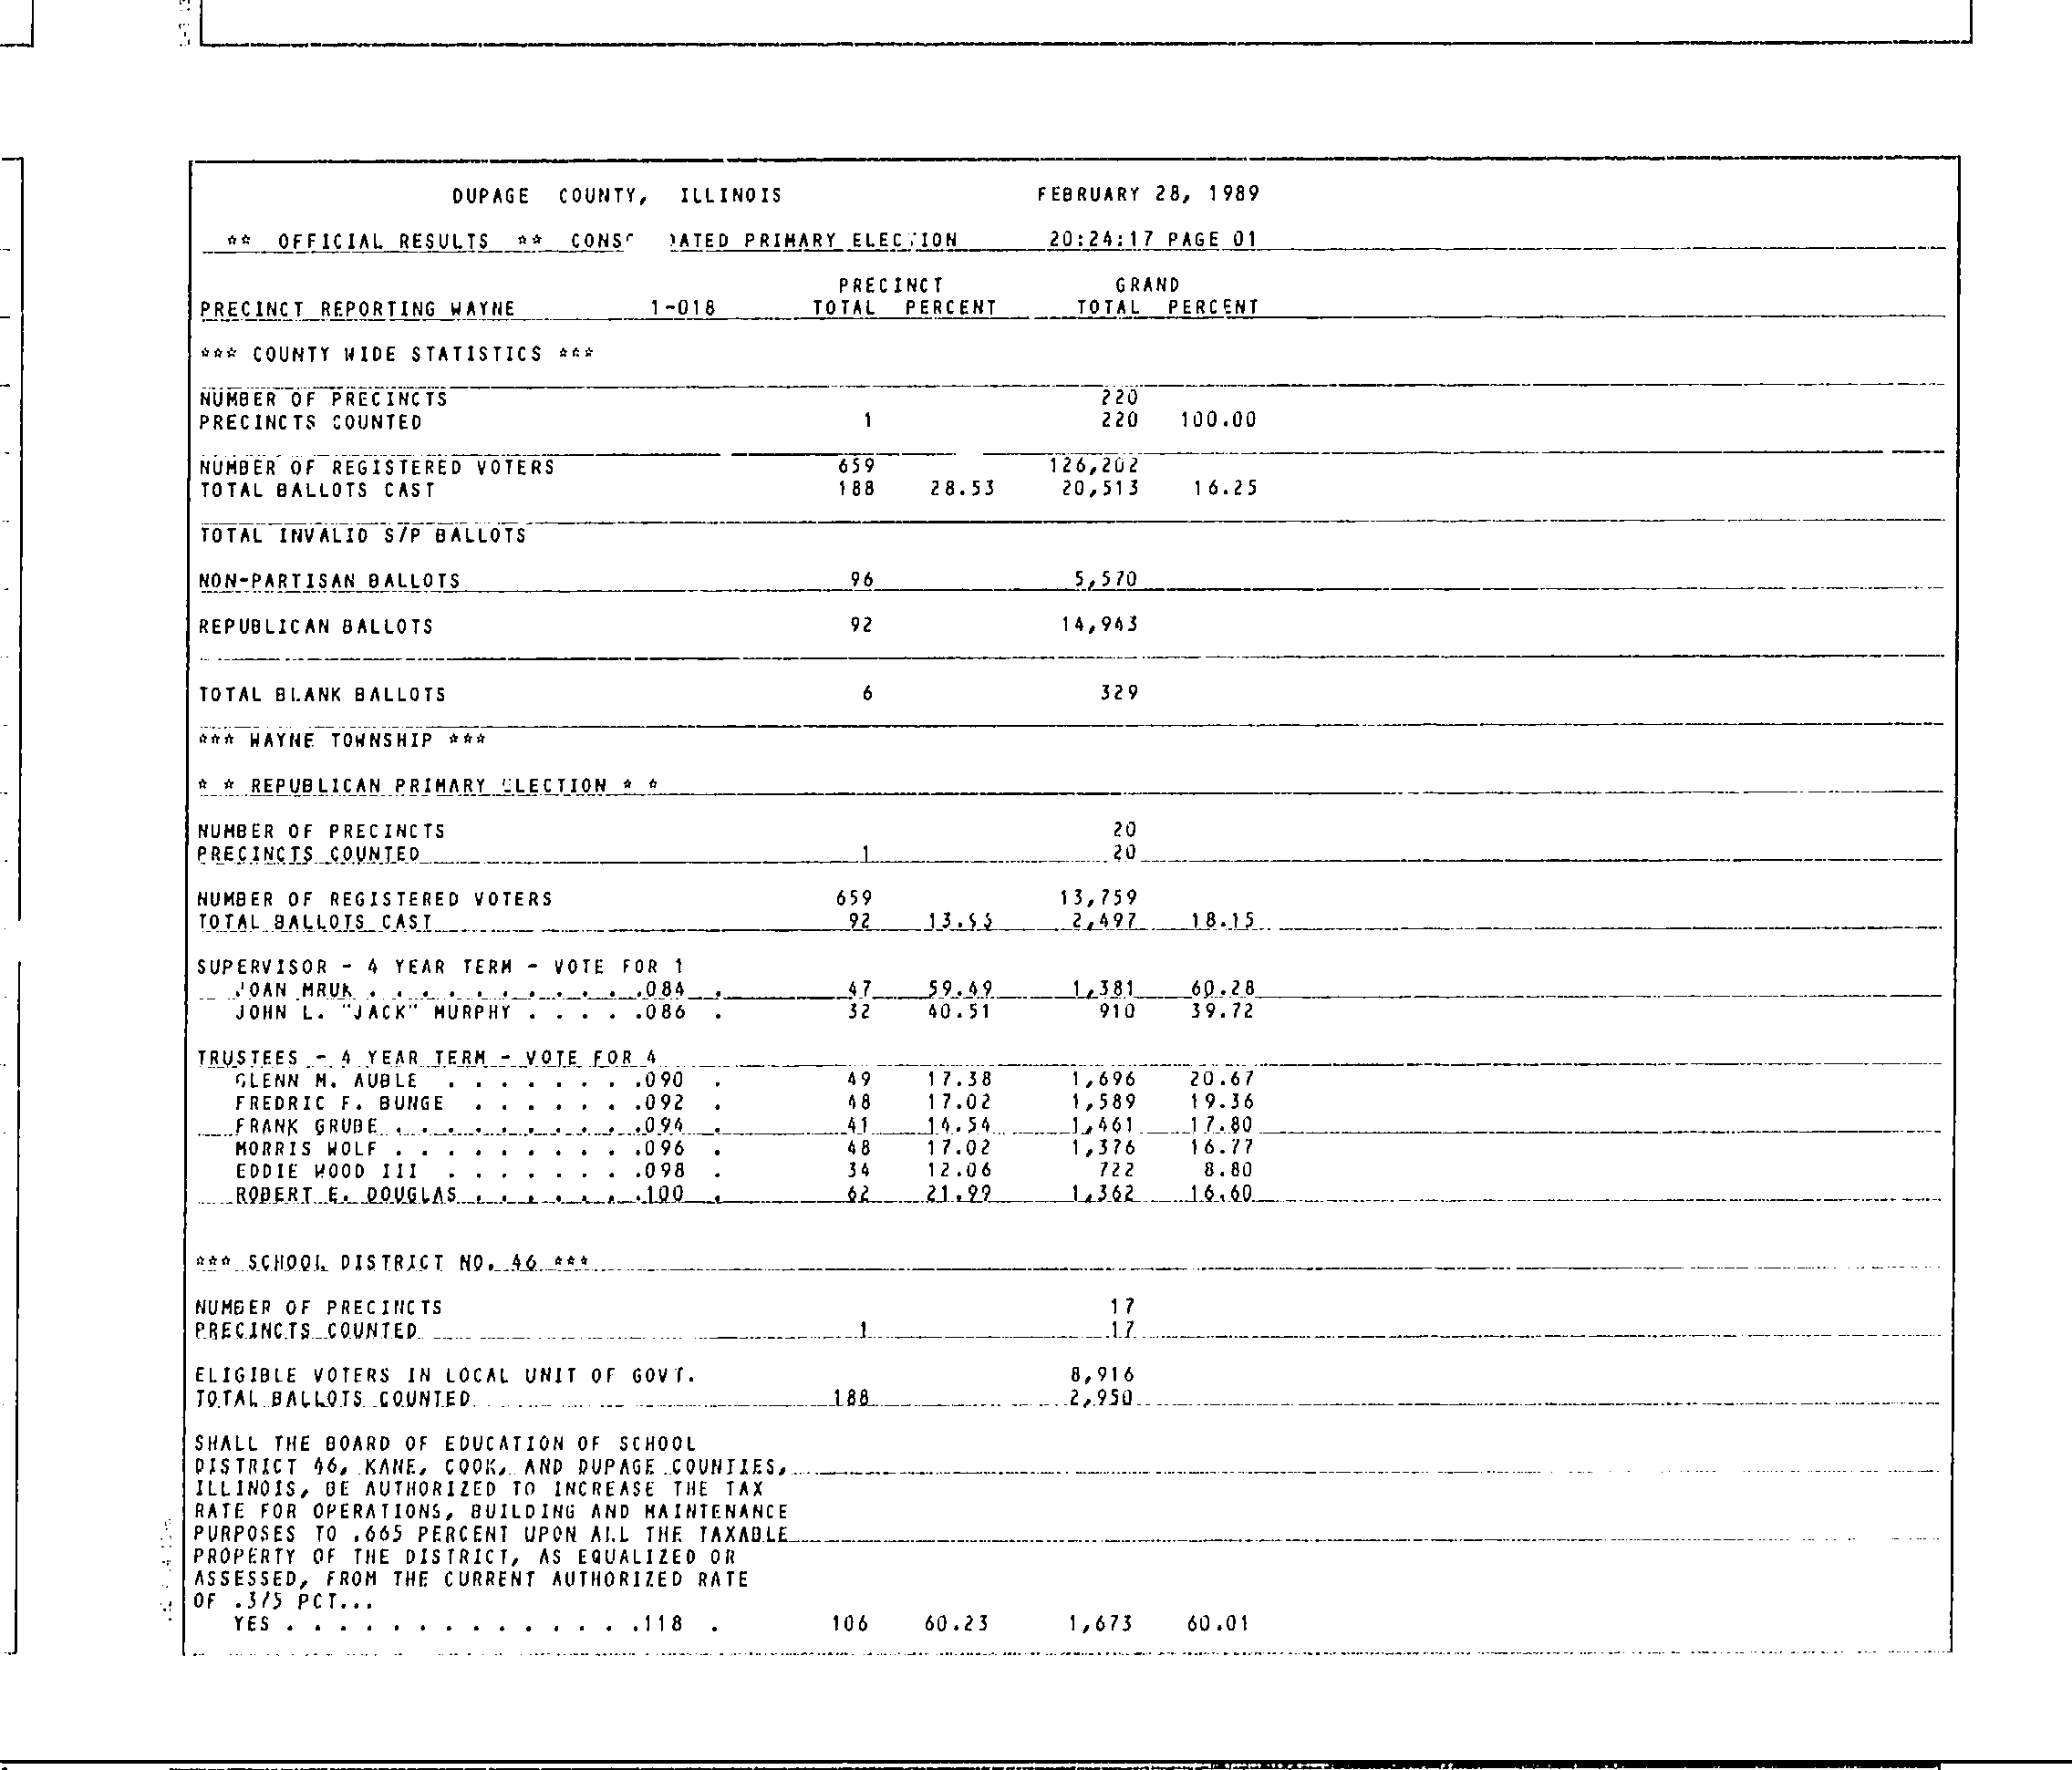 DUPAGE COUNTY, ILLINOIS FEBRUARY 28, 1989
** OFFICIAL RESULTS ** PRIMARY ELECTION 20:24:17 PAGE 01
PRECINCT GRAND
PRECINCT REPORTING WAYNE 1-018 TOTAL PERCENT TOTAL PERCENT
*** COUNTY WIDE STATISTICS ***
NUMBER OF PRECINCTS 220
PRECINCTS COUNTED 1 220 100.00
NUMBER OF REGISTERED VOTERS 659 126,202
TOTAL BALLOTS CAST 188 28.53 20,513 16.25
TOTAL INVALID S/P BALLOTS
NON-PARTISAN BALLOTS 96 5,570
REPUBLICAN BALLOTS 92 14,943
TOTAL BLANK BALLOTS 6 329
*** WAYNE TOWNSHIP ***
* * REPUBLICAN PRIMARY ELECTION * *
NUMBER OF PRECINCTS 20
PRECINCTS COUNTED 1 20
NUMBER OF REGISTERED VOTERS 659 13,759
TOTAL BALLOTS CAST 92 2,497 18.15
SUPERVISOR - 4 YEAR TERM - VOTE FOR 1
JOAN MRUK . . . . . . . . . . .084 . 47 59.49 1,381 60.28
JOHN L. "JACK" MURPHY . . . . .086 . 32 40.51 910 39.72
TRUSTEES - 4 YEAR TERM - VOTE FOR 4
GLENN M. AUBLE . . . . . . . .090 . 49 17.38 1,696 20.67
FREDRIC F. BUNGE . . . . . . .092 . 48 17.02 1,589 19.36
FRANK GRUBE . . . . . . . . . .094 . 41 14.54 1,461 17.80
MORRIS WOLF . . . . . . . . . .096 . 48 17.02 1,376 16.77
EDDIE WOOD III . . . . . . . .098 . 34 12.06 722 8.80
ROBERT E. DOUGLAS . . . . . . .100 . 62 21.99 1,362 16.60
*** SCHOOL DISTRICT NO. 46 ***
NUMBER OF PRECINCTS 17
PRECINCTS COUNTED 1 17
ELIGIBLE VOTERS IN LOCAL UNIT OF GOVT. 8,916
TOTAL BALLOTS COUNTED 188 2,950
SHALL THE BOARD OF EDUCATION OF SCHOOL
DISTRICT 46, KANE, COOK, AND DUPAGE COUNTIES,
ILLINOIS, BE AUTHORIZED TO INCREASE THE TAX
RATE FOR OPERATIONS, BUILDING AND MAINTENANCE
PURPOSES TO .665 PERCENT UPON ALL THE TAXABLE
PROPERTY OF THE DISTRICT, AS EQUALIZED OR
ASSESSED, FROM THE CURRENT AUTHORIZED RATE
OF .375 PCT...
YES . . . . . . . . . . . . . .118 . 106 60.23 1,673 60.01